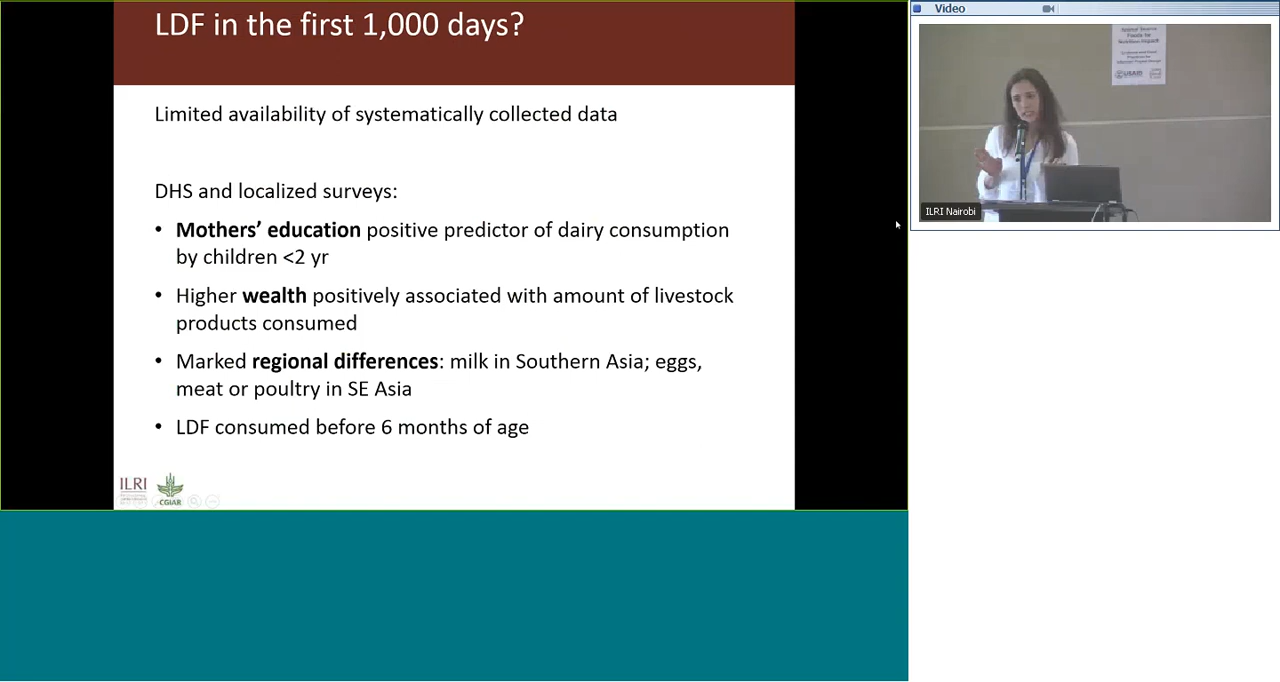 LDF in the first 1,000 days?
Limited availability of systematically collected data
DHS and localized surveys:
• Mothers’ education positive predictor of dairy consumption
by children <2 yr
• Higher wealth positively associated with amount of livestock
products consumed
• Marked regional differences: milk in Southern Asia; eggs,
meat or poultry in SE Asia
• LDF consumed before 6 months of age
ILRI
CGIAR
Video
USAID
ILRI Nairobi